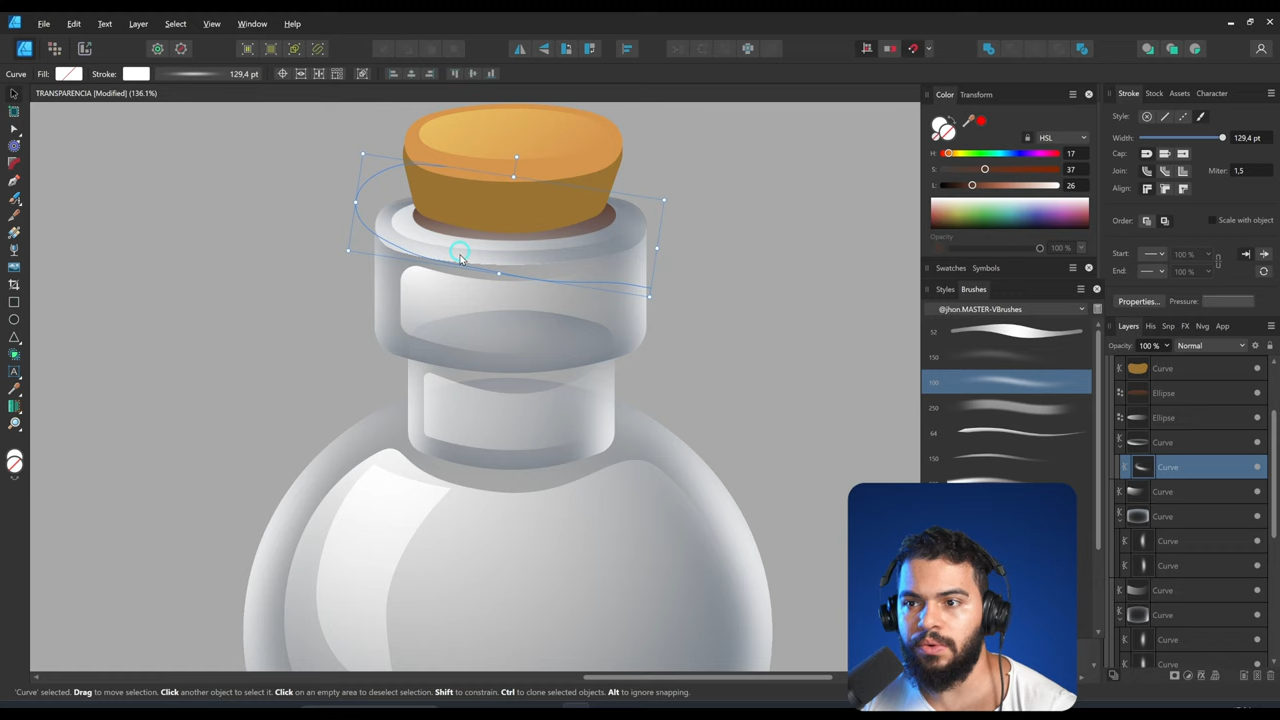 File Edit Text Layer Select View Window Help
Curve Fill: Stroke: 129,4 pt
TRANSPARENCIA [Modified] (136.1%)
Color Transform
HSL
H: 17
S: 37
L: 26
Opacity
100 %
Swatches Symbols
Styles Brushes
@jhon.MASTER-VBrushes
52
150
100
250
64
150
Stroke Stock Assets Character
Style:
Width: 129,4 pt
Cap:
Join: Miter: 1,5
Align:
Order: Scale with object
Start: 100 %
End: 100 %
Properties... Pressure:
Layers His Snp FX Nvg App
Opacity: 100 % Normal
Curve
Ellipse
Ellipse
Curve
Curve
Curve
Curve
Curve
Curve
Curve
Curve
Curve
'Curve' selected. Drag to move selection. Click another object to select it. Click on an empty area to deselect selection. Shift to constrain. Ctrl to clone selected objects. Alt to ignore snapping.